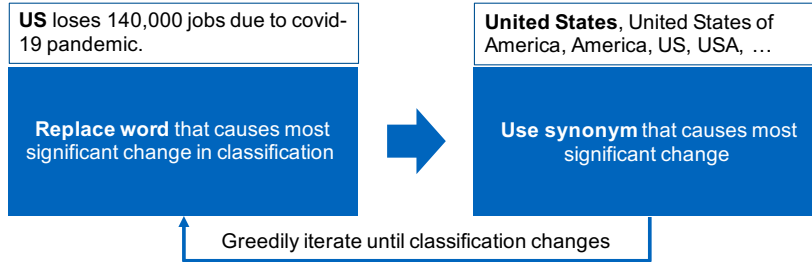 US loses 140,000 jobs due to covid-
19 pandemic.
United States, United States of
America, America, US, USA, ...
Replace word that causes most
significant change in classification
Use synonym that causes most
significant change
Greedily iterate until classification changes